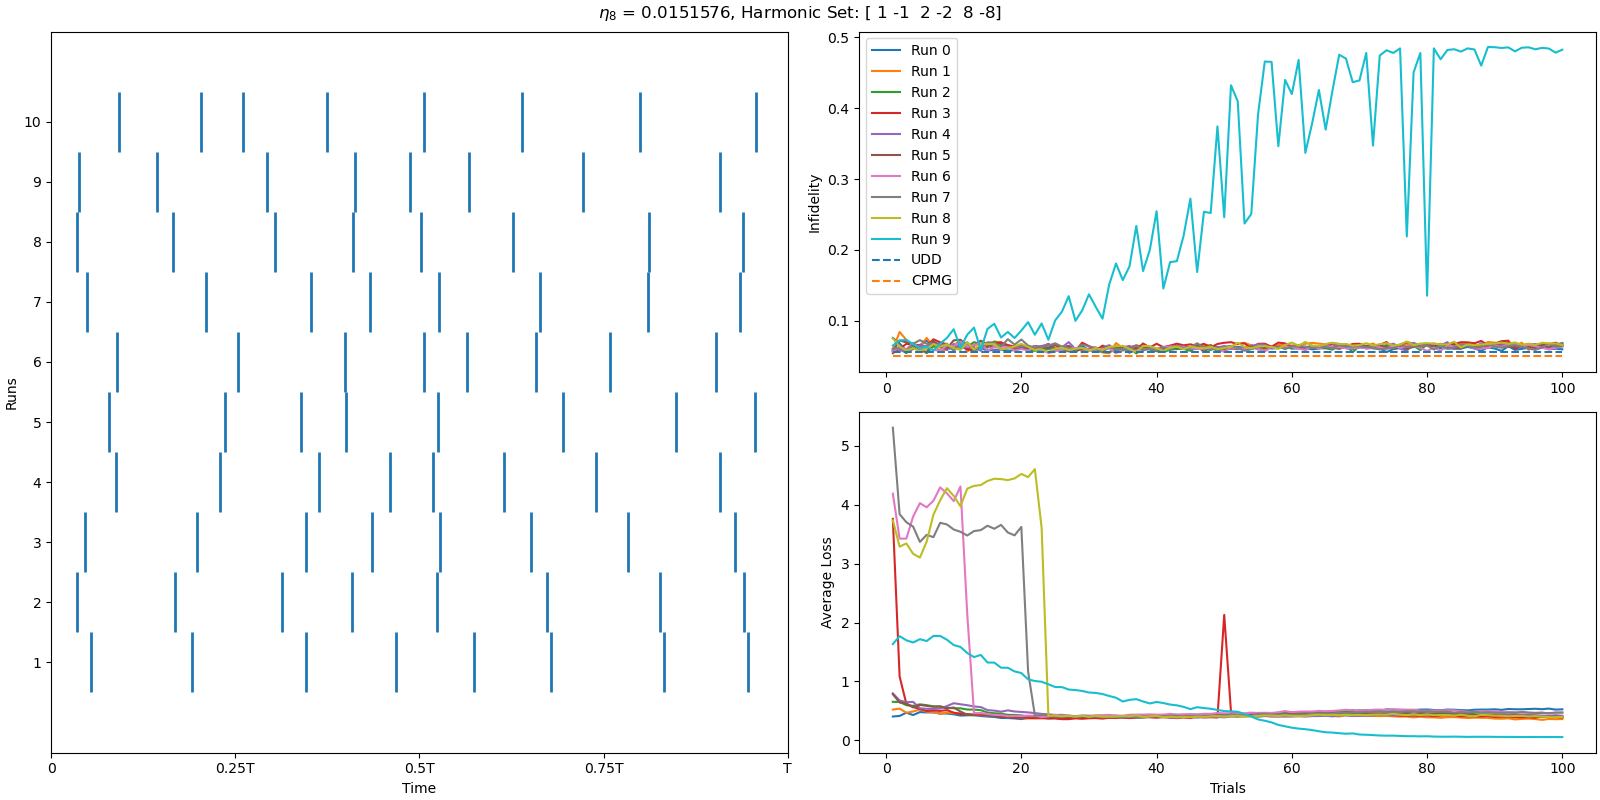 η8 = 0.0151576, Harmonic Set: [ 1 -1 2 -2 8 -8]
Runs
10
9
8
7
6
5
4
3
2
1
0
0.25T
0.5T
0.75T
T
Time
Infidelity
0.5
0.4
0.3
0.2
0.1
Run 0
Run 1
Run 2
Run 3
Run 4
Run 5
Run 6
Run 7
Run 8
Run 9
UDD
CPMG
0
20
40
60
80
100
Average Loss
5
4
3
2
1
0
0
20
40
60
80
100
Trials